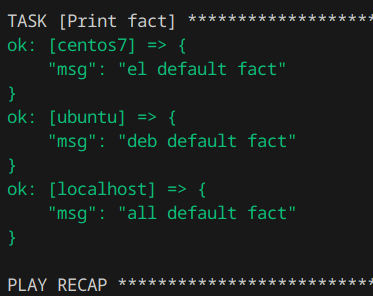 TASK [Print fact] *******************
ok: [centos7] => {
    "msg": "el default fact"
}
ok: [ubuntu] => {
    "msg": "deb default fact"
}
ok: [localhost] => {
    "msg": "all default fact"
}
PLAY RECAP **************************